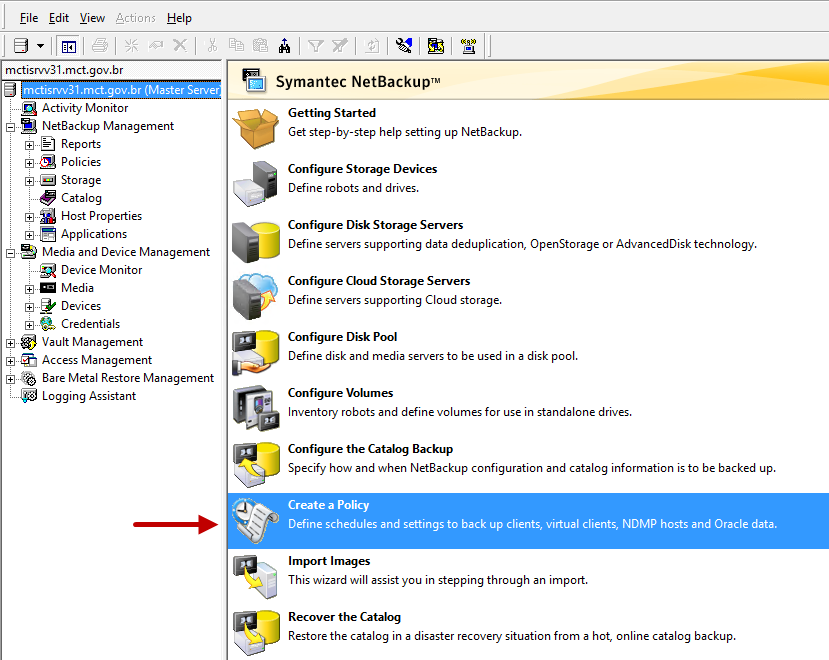 File Edit View Actions Help
mctisrvv31.mct.gov.br
mctisrvv31.mct.gov.br (Master Server)
Activity Monitor
NetBackup Management
Reports
Policies
Storage
Catalog
Host Properties
Applications
Media and Device Management
Device Monitor
Media
Devices
Credentials
Vault Management
Access Management
Bare Metal Restore Management
Logging Assistant
Symantec NetBackup™
Getting Started
Get step-by-step help setting up NetBackup.
Configure Storage Devices
Define robots and drives.
Configure Disk Storage Servers
Define servers supporting data deduplication, OpenStorage or AdvancedDisk technology.
Configure Cloud Storage Servers
Define servers supporting Cloud storage.
Configure Disk Pool
Define disk and media servers to be used in a disk pool.
Configure Volumes
Inventory robots and define volumes for use in standalone drives.
Configure the Catalog Backup
Specify how and when NetBackup configuration and catalog information is to be backed up.
Create a Policy
Define schedules and settings to back up clients, virtual clients, NDMP hosts and Oracle data.
Import Images
This wizard will assist you in stepping through an import.
Recover the Catalog
Restore the catalog in a disaster recovery situation from a hot, online catalog backup.